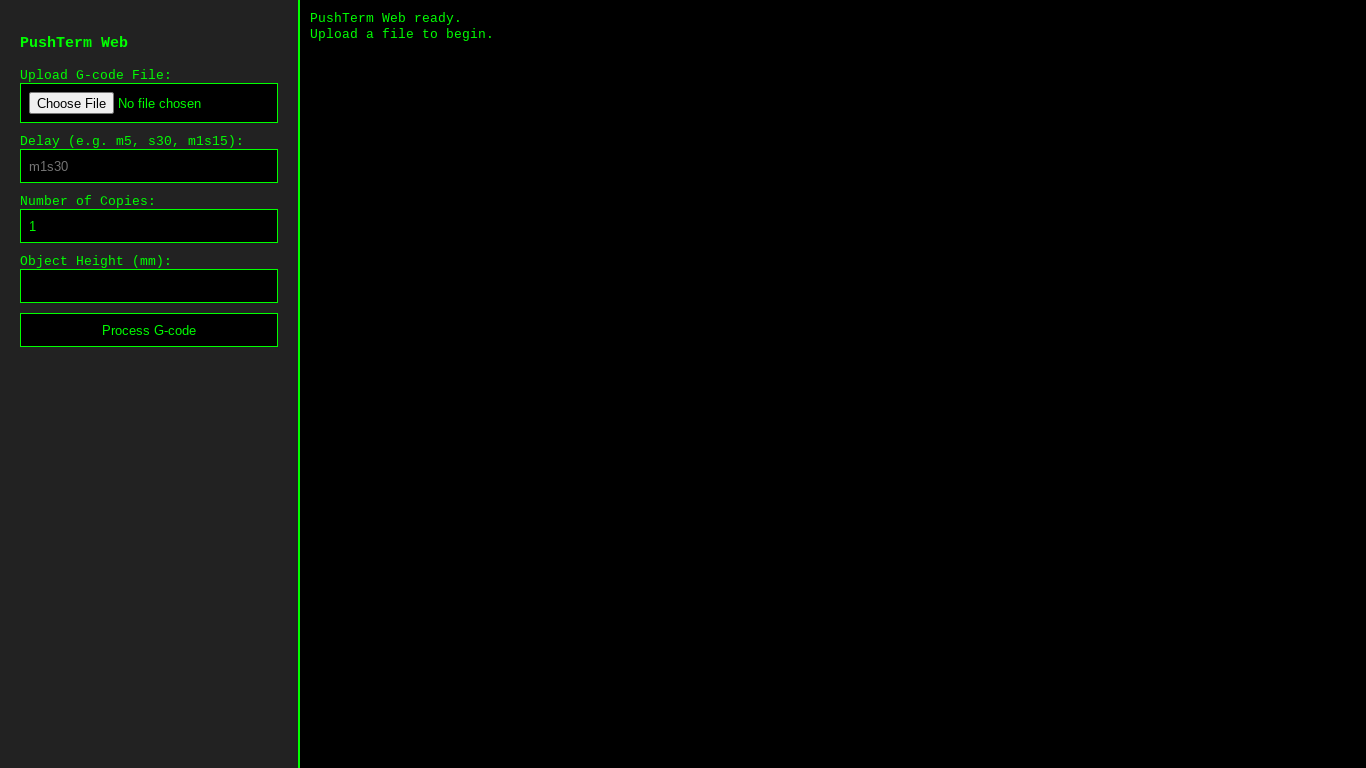 PushTerm Web
Upload G-code File:
Choose File No file chosen
Delay (e.g. m5, s30, m1s15):
m1s30
Number of Copies:
1
Object Height (mm):
Process G-code
PushTerm Web ready.
Upload a file to begin.